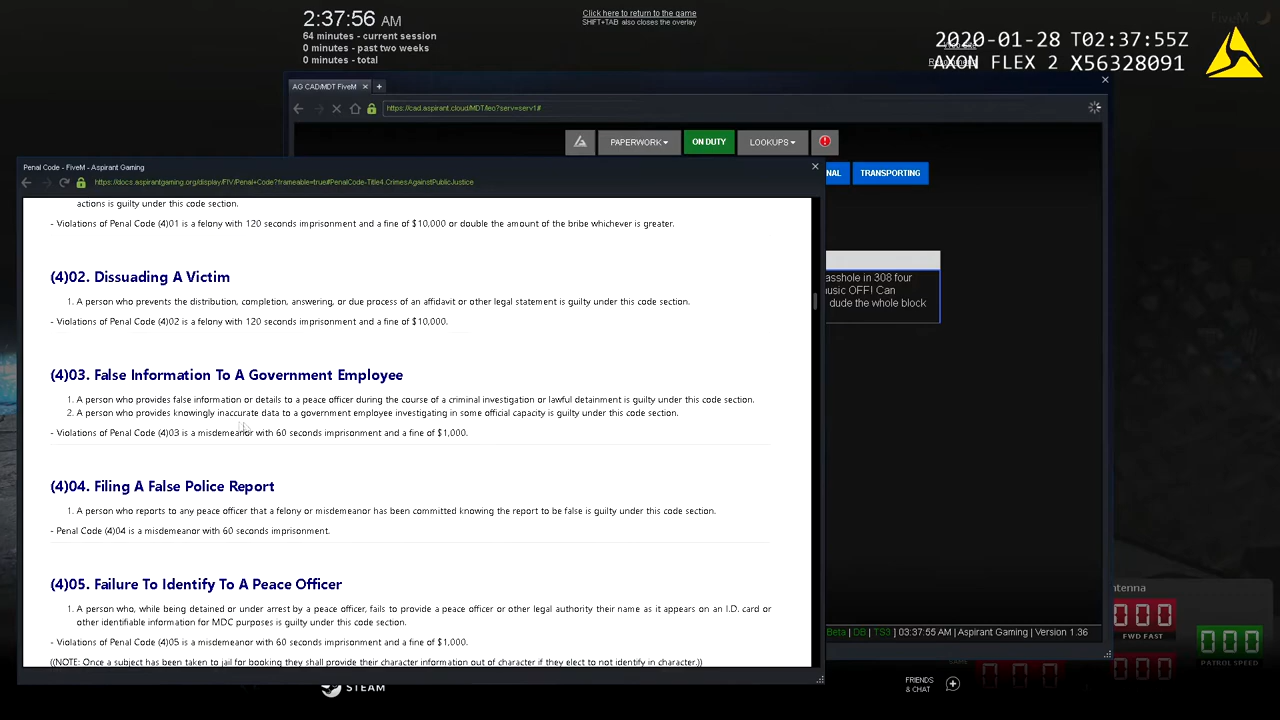 2:37:56 AM
64 minutes - current session
0 minutes - past two weeks
0 minutes - total
Click here to return to the game
SHIFT+TAB also closes the overlay
FiveM
2020-01-28 T02:37:55Z
AXON FLEX 2 X56328091
AG CAD/MDT FiveM
https://cad.aspirant.cloud/MDT/leo?serv=serv1#
PAPERWORK
ON DUTY
LOOKUPS
NAL
TRANSPORTING
asshole in 308 four
usic OFF! Can
dude the whole block
Penal Code - FiveM - Aspirant Gaming
https://docs.aspirantgaming.org/display/FIV/Penal+Code?frameable=true#PenalCode-Title4.CrimesAgainstPublicJustice
actions is guilty under this code section.
- Violations of Penal Code (4)01 is a felony with 120 seconds imprisonment and a fine of $10,000 or double the amount of the bribe whichever is greater.
(4)02. Dissuading A Victim
1. A person who prevents the distribution, completion, answering, or due process of an affidavit or other legal statement is guilty under this code section.
- Violations of Penal Code (4)02 is a felony with 120 seconds imprisonment and a fine of $10,000.
(4)03. False Information To A Government Employee
1. A person who provides false information or details to a peace officer during the course of a criminal investigation or lawful detainment is guilty under this code section.
2. A person who provides knowingly inaccurate data to a government employee investigating in some official capacity is guilty under this code section.
- Violations of Penal Code (4)03 is a misdemeanor with 60 seconds imprisonment and a fine of $1,000.
(4)04. Filing A False Police Report
1. A person who reports to any peace officer that a felony or misdemeanor has been committed knowing the report to be false is guilty under this code section.
- Penal Code (4)04 is a misdemeanor with 60 seconds imprisonment.
(4)05. Failure To Identify To A Peace Officer
1. A person who, while being detained or under arrest by a peace officer, fails to provide a peace officer or other legal authority their name as it appears on an I.D. card or
other identifiable information for MDC purposes is guilty under this code section.
- Violations of Penal Code (4)05 is a misdemeanor with 60 seconds imprisonment and a fine of $1,000.
((NOTE: Once a subject has been taken to jail for booking they shall provide their character information out of character if they elect to not identify in character.))
Beta | DB | TS3 | 03:37:55 AM | Aspirant Gaming | Version 1.36
ntenna
000
FWD FAST
000
PATROL SPEED
000
000
STEAM
FRIENDS
& CHAT